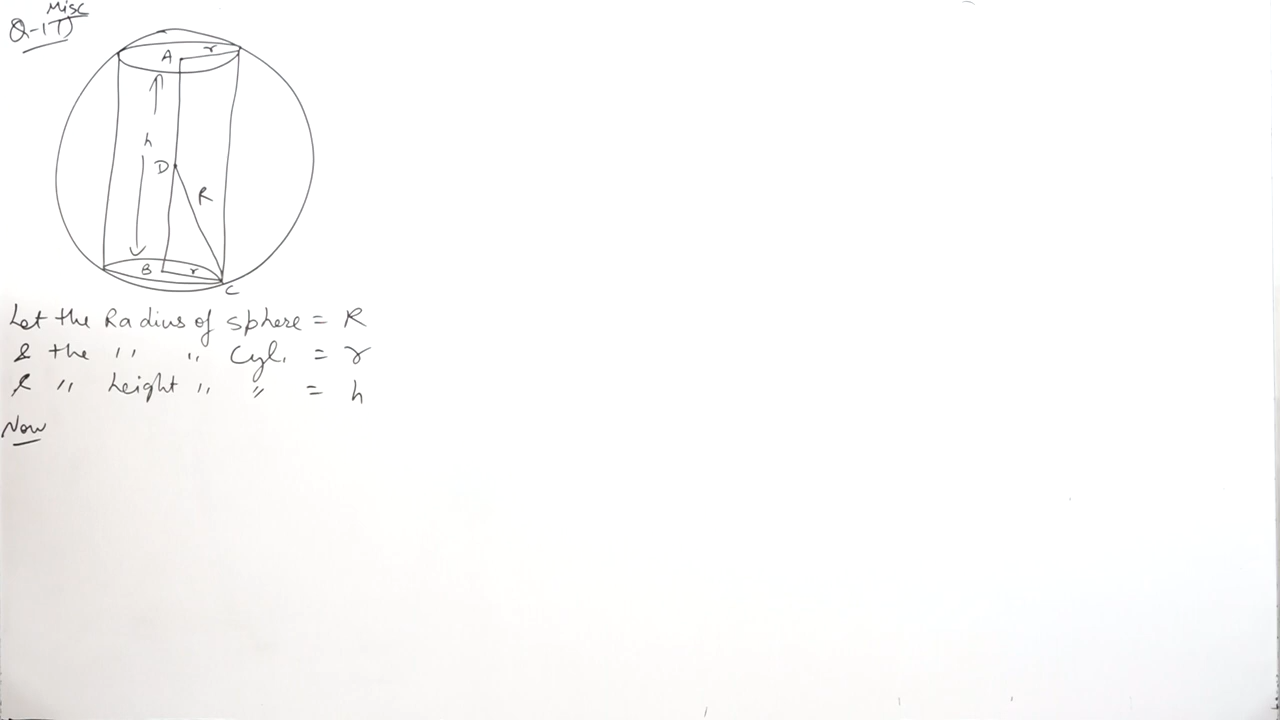 Misc
Q-17)
A r
h
D
R
B r
C
Let the Radius of sphere = R
& the ,, ,, Cyl. = r
& ,, height ,, ,, = h
Now